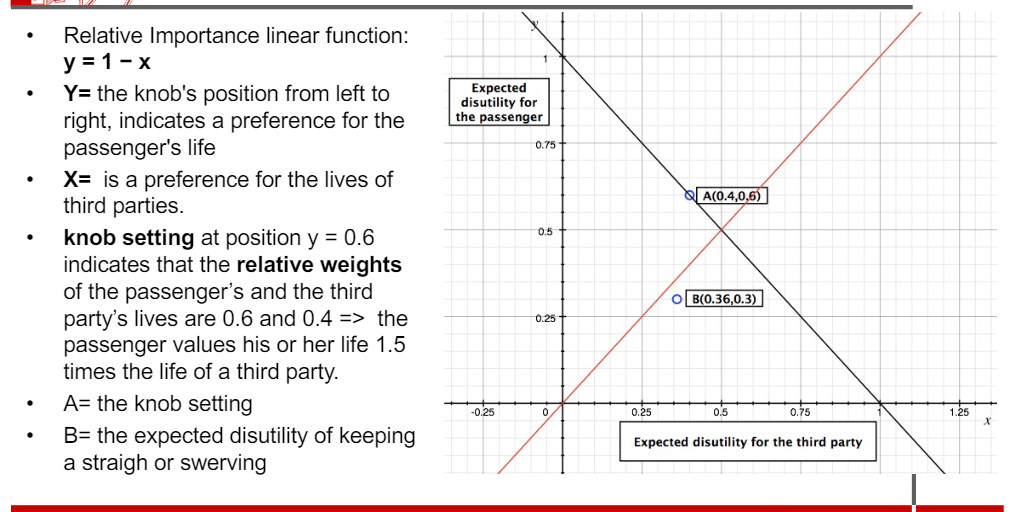 • Relative Importance linear function:
y = 1 − x
• Y= the knob's position from left to
right, indicates a preference for the
passenger's life
• X= is a preference for the lives of
third parties.
• knob setting at position y = 0.6
indicates that the relative weights
of the passenger’s and the third
party’s lives are 0.6 and 0.4 => the
passenger values his or her life 1.5
times the life of a third party.
• A= the knob setting
• B= the expected disutility of keeping
a straigh or swerving
y
1
Expected
disutility for
the passenger
0.75
A(0.4,0,6)
0.5
B(0.36,0.3)
0.25
-0.25 0 0.25 0.5 0.75 1 1.25
x
Expected disutility for the third party